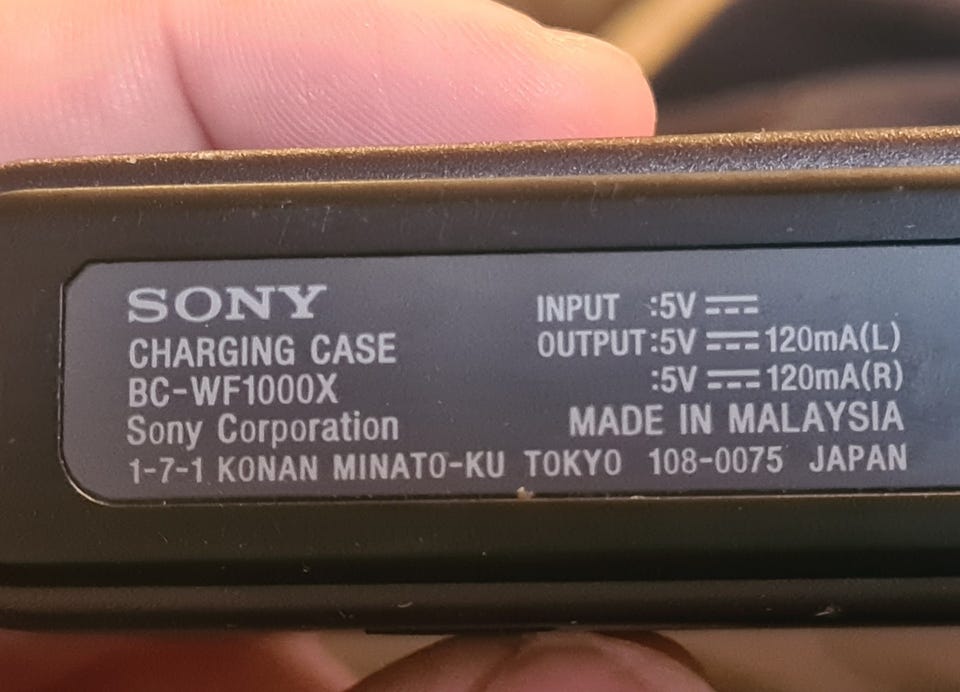 SONY
CHARGING CASE
BC-WF1000X
Sony Corporation
INPUT :5V ⎓
OUTPUT:5V ⎓ 120mA(L)
:5V ⎓ 120mA(R)
MADE IN MALAYSIA
1-7-1 KONAN MINATO-KU TOKYO 108-0075 JAPAN